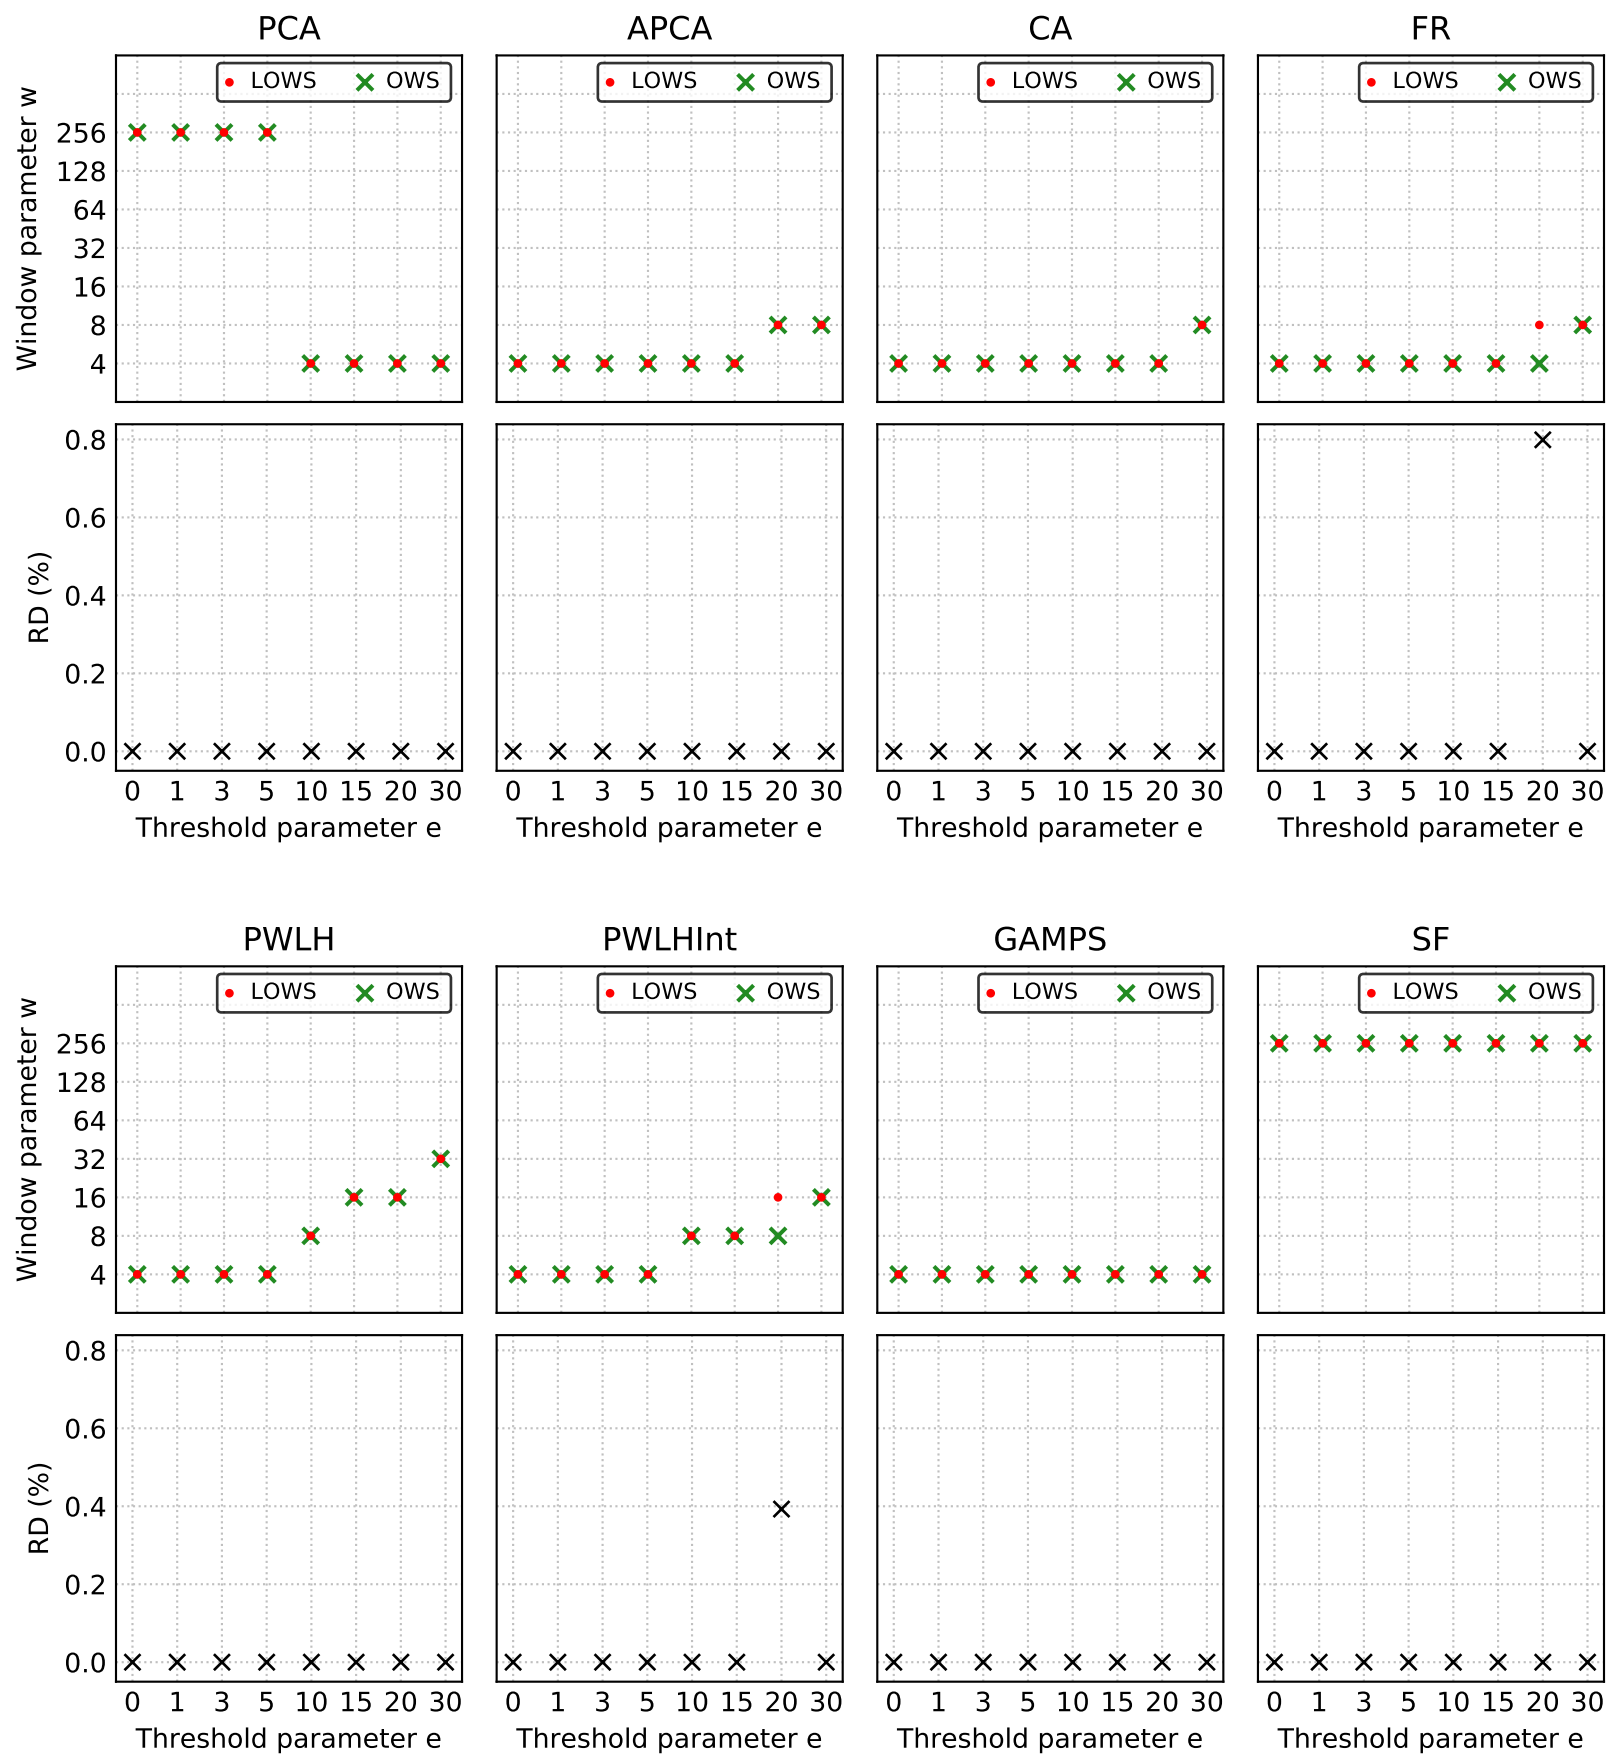 PCA APCA CA FR
LOWS OWS LOWS OWS LOWS OWS LOWS OWS
Window parameter w
256
128
64
32
16
8
4
RD (%)
0.8
0.6
0.4
0.2
0.0
0 1 3 5 10 15 20 30 0 1 3 5 10 15 20 30 0 1 3 5 10 15 20 30 0 1 3 5 10 15 20 30
Threshold parameter e Threshold parameter e Threshold parameter e Threshold parameter e
PWLH PWLHInt GAMPS SF
LOWS OWS LOWS OWS LOWS OWS LOWS OWS
Window parameter w
256
128
64
32
16
8
4
RD (%)
0.8
0.6
0.4
0.2
0.0
0 1 3 5 10 15 20 30 0 1 3 5 10 15 20 30 0 1 3 5 10 15 20 30 0 1 3 5 10 15 20 30
Threshold parameter e Threshold parameter e Threshold parameter e Threshold parameter e